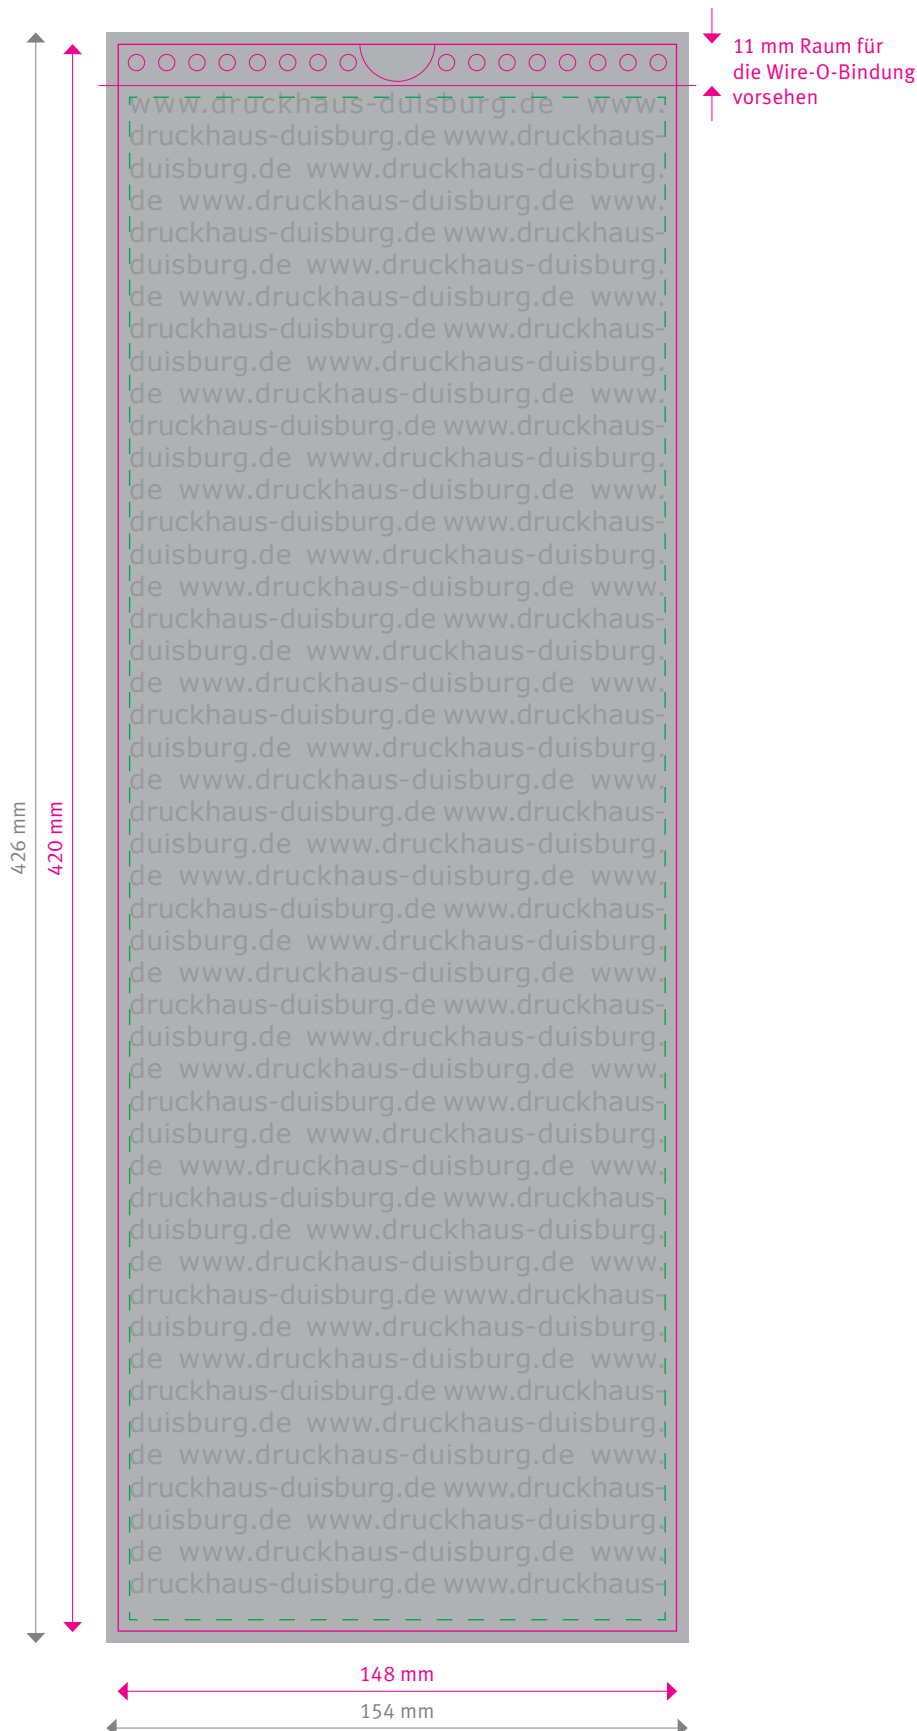 11 mm Raum für
die Wire-O-Bindung
vorsehen
www.druckhaus-duisburg.de www.
druckhaus-duisburg.de www.druckhaus-
duisburg.de www.druckhaus-duisburg.
de www.druckhaus-duisburg.de www.
druckhaus-duisburg.de www.druckhaus-
duisburg.de www.druckhaus-duisburg.
de www.druckhaus-duisburg.de www.
druckhaus-duisburg.de www.druckhaus-
duisburg.de www.druckhaus-duisburg.
de www.druckhaus-duisburg.de www.
druckhaus-duisburg.de www.druckhaus-
duisburg.de www.druckhaus-duisburg.
de www.druckhaus-duisburg.de www.
druckhaus-duisburg.de www.druckhaus-
duisburg.de www.druckhaus-duisburg.
de www.druckhaus-duisburg.de www.
druckhaus-duisburg.de www.druckhaus-
duisburg.de www.druckhaus-duisburg.
de www.druckhaus-duisburg.de www.
druckhaus-duisburg.de www.druckhaus-
duisburg.de www.druckhaus-duisburg.
de www.druckhaus-duisburg.de www.
druckhaus-duisburg.de www.druckhaus-
duisburg.de www.druckhaus-duisburg.
de www.druckhaus-duisburg.de www.
druckhaus-duisburg.de www.druckhaus-
duisburg.de www.druckhaus-duisburg.
de www.druckhaus-duisburg.de www.
druckhaus-duisburg.de www.druckhaus-
duisburg.de www.druckhaus-duisburg.
de www.druckhaus-duisburg.de www.
druckhaus-duisburg.de www.druckhaus-
duisburg.de www.druckhaus-duisburg.
de www.druckhaus-duisburg.de www.
druckhaus-duisburg.de www.druckhaus-
duisburg.de www.druckhaus-duisburg.
de www.druckhaus-duisburg.de www.
druckhaus-duisburg.de www.druckhaus-
duisburg.de www.druckhaus-duisburg.
de www.druckhaus-duisburg.de www.
druckhaus-duisburg.de www.druckhaus-
duisburg.de www.druckhaus-duisburg.
de www.druckhaus-duisburg.de www.
druckhaus-duisburg.de www.druckhaus-
duisburg.de www.druckhaus-duisburg.
de www.druckhaus-duisburg.de www.
druckhaus-duisburg.de www.druckhaus-
426 mm
420 mm
148 mm
154 mm